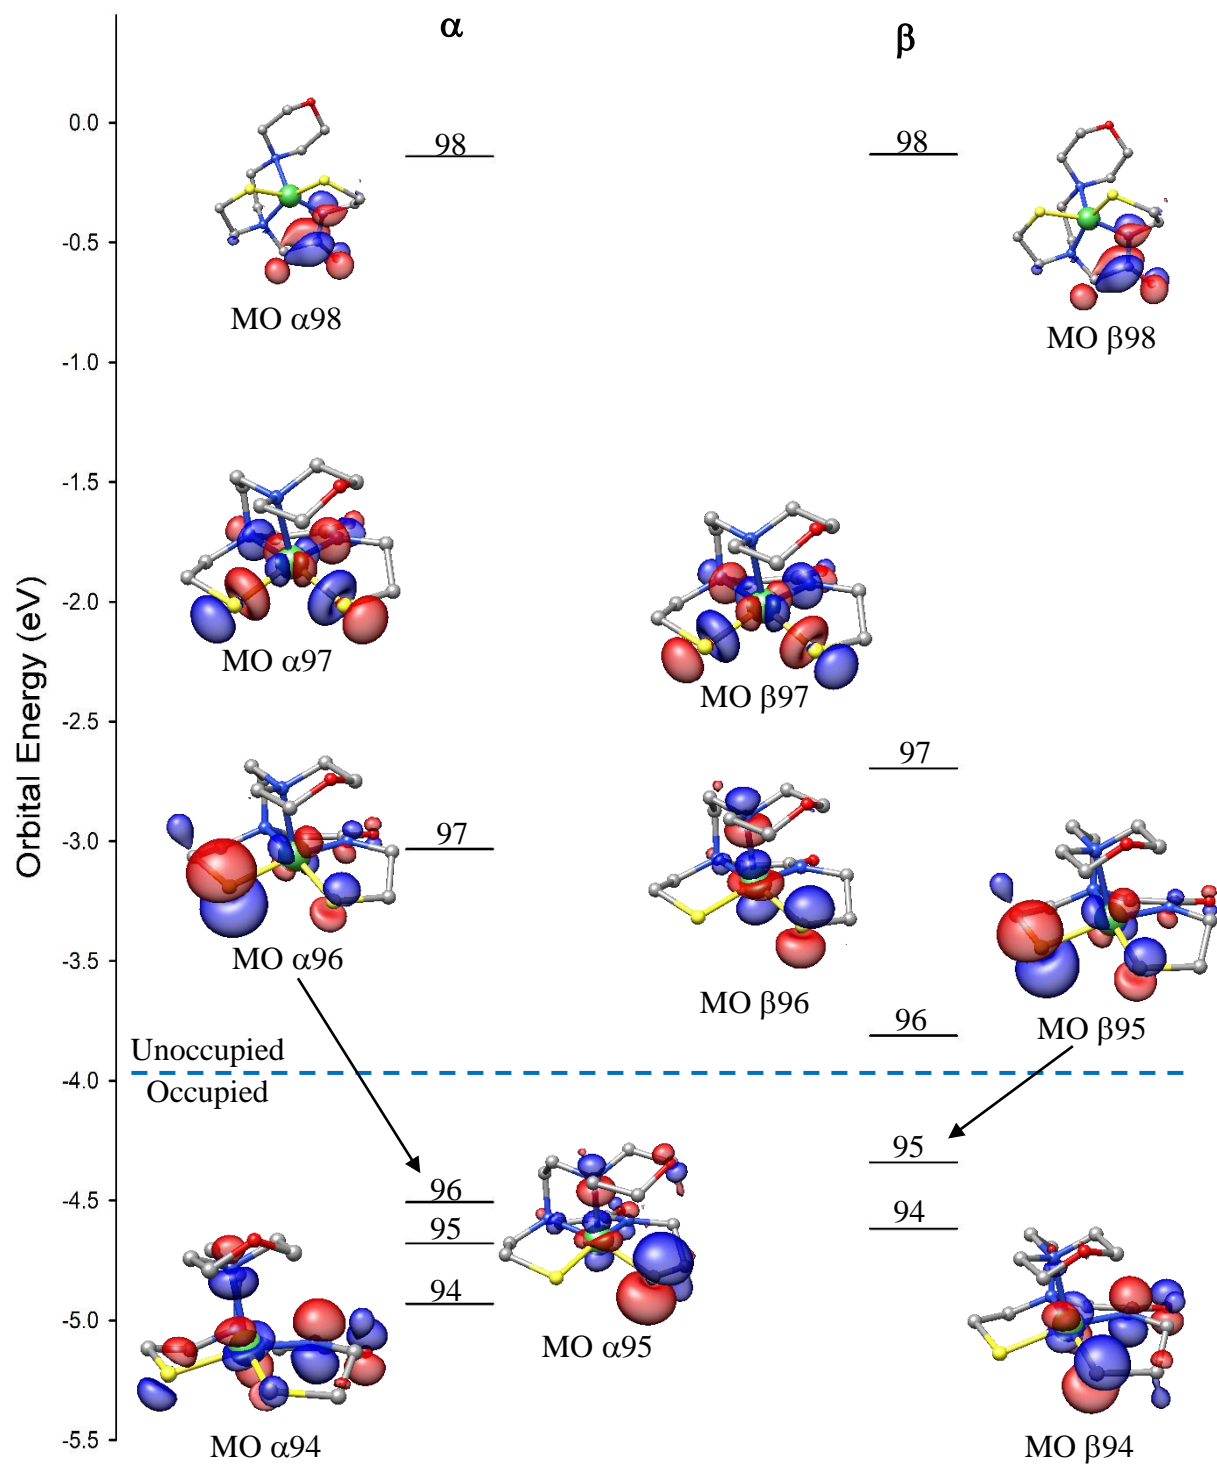 α β
0.0
98 98
-0.5
MO α98
MO β98
-1.0
-1.5
-2.0
MO α97
MO β97
-2.5
97
Orbital Energy (eV)
-3.0
97
-3.5
MO α96
MO β96
96
MO β95
Unoccupied
-4.0
Occupied
95
96
-4.5
95
94
94
-5.0
MO α95
MO α94
MO β94
-5.5